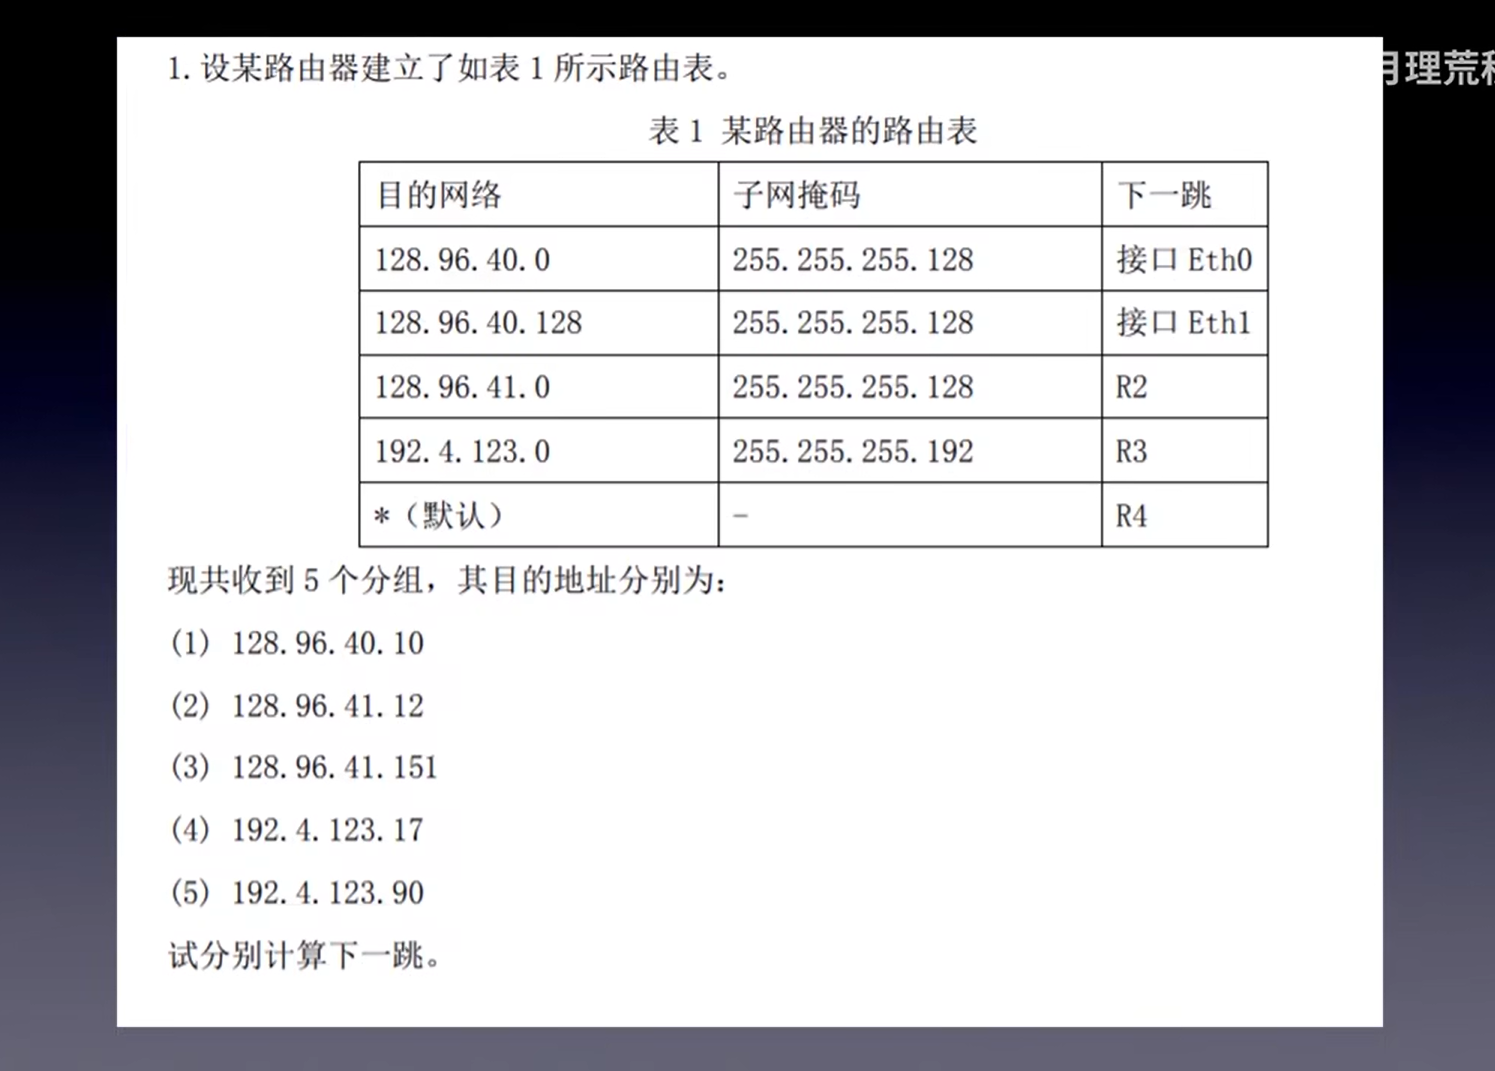 1. 设某路由器建立了如表 1 所示路由表。
月理荒稆
表 1 某路由器的路由表
目的网络 子网掩码 下一跳
128.96.40.0 255.255.255.128 接口 Eth0
128.96.40.128 255.255.255.128 接口 Eth1
128.96.41.0 255.255.255.128 R2
192.4.123.0 255.255.255.192 R3
*（默认） - R4
现共收到 5 个分组，其目的地址分别为：
(1) 128.96.40.10
(2) 128.96.41.12
(3) 128.96.41.151
(4) 192.4.123.17
(5) 192.4.123.90
试分别计算下一跳。